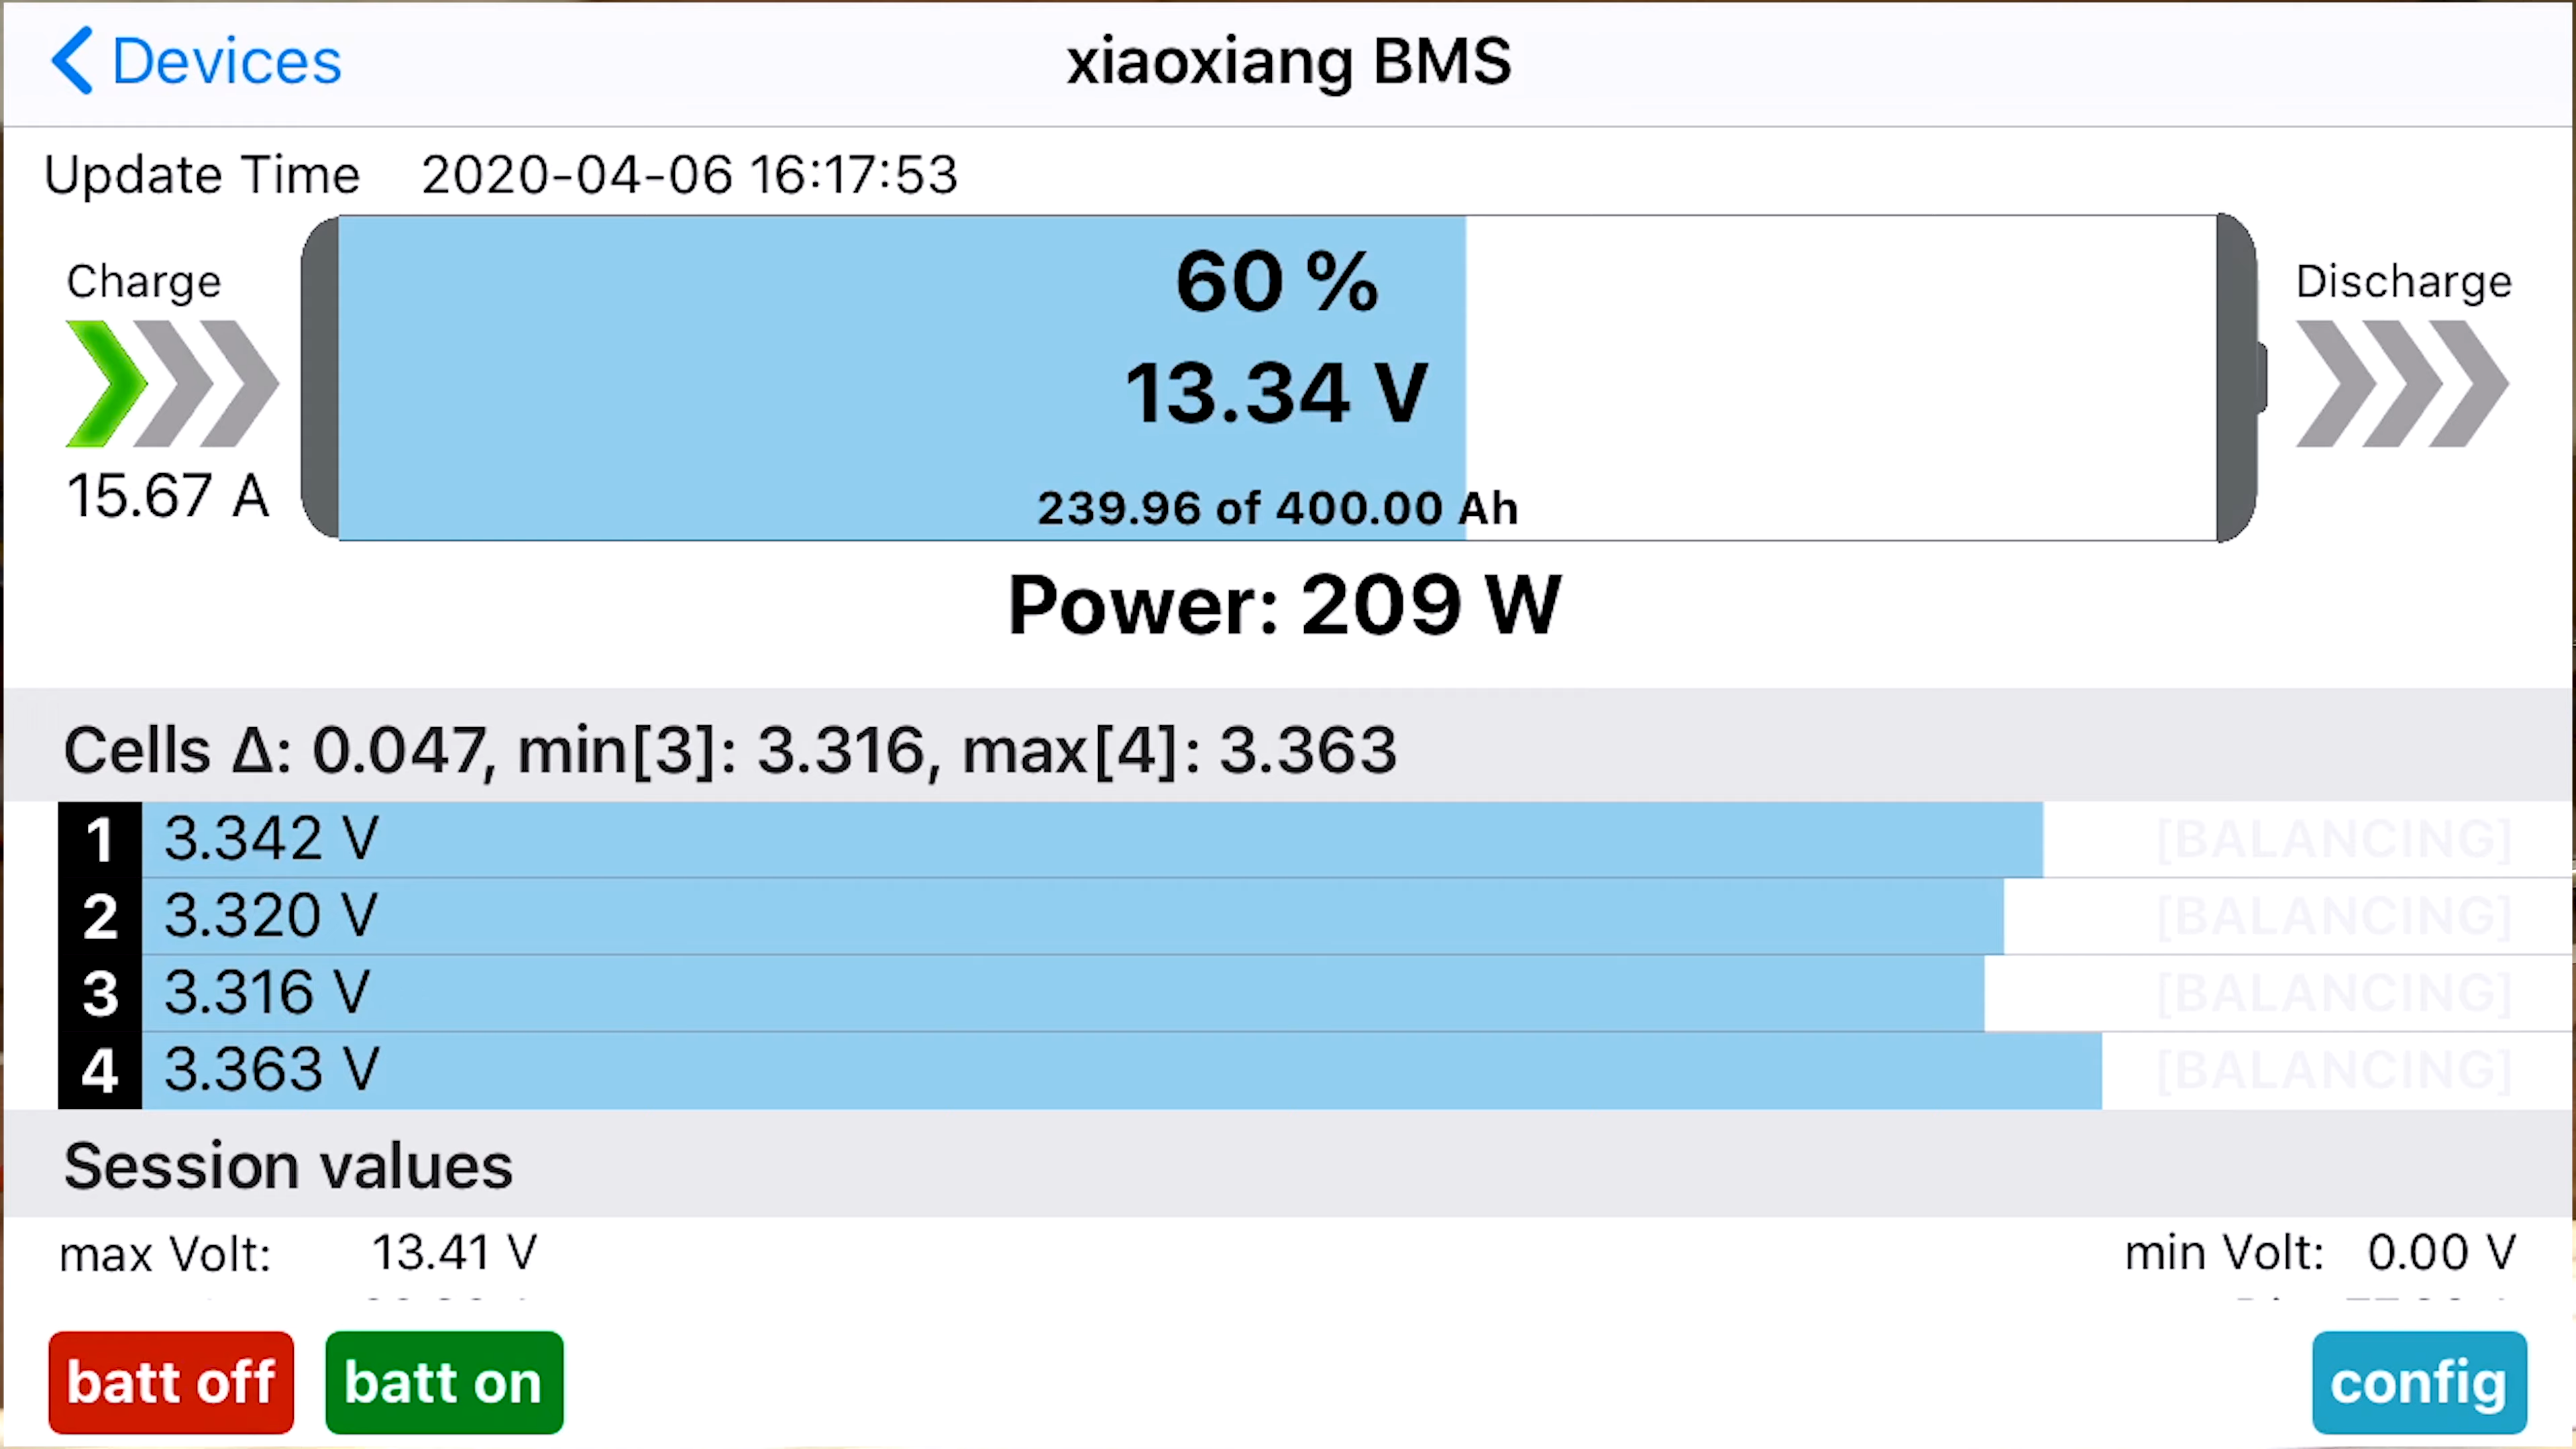 Devices
xiaoxiang BMS
Update Time 2020-04-06 16:17:53
Charge
15.67 A
60 %
13.34 V
239.96 of 400.00 Ah
Discharge
Power: 209 W
Cells Δ: 0.047, min[3]: 3.316, max[4]: 3.363
1 3.342 V [BALANCING]
2 3.320 V [BALANCING]
3 3.316 V [BALANCING]
4 3.363 V [BALANCING]
Session values
max Volt: 13.41 V min Volt: 0.00 V
batt off batt on config